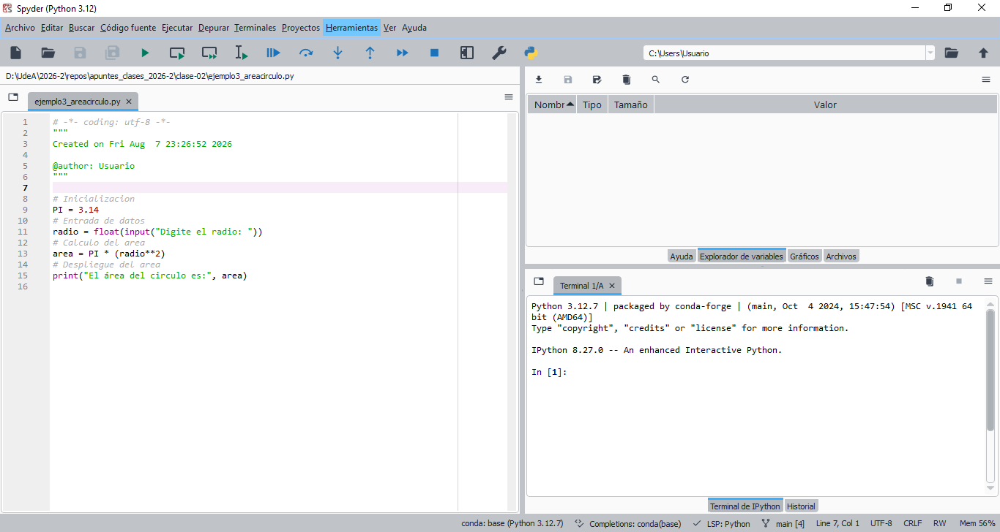 Spyder (Python 3.12)
Archivo Editar Buscar Código fuente Ejecutar Depurar Terminales Proyectos Herramientas Ver Ayuda
C:\Users\Usuario
D:\UdeA\2026-2\repos\apuntes_clases_2026-2\clase-02\ejemplo3_areacirculo.py
ejemplo3_areacirculo.py
1 # -*- coding: utf-8 -*-
2 """
3 Created on Fri Aug  7 23:26:52 2026
4
5 @author: Usuario
6 """
7
8 # Inicializacion
9 PI = 3.14
10 # Entrada de datos
11 radio = float(input("Digite el radio: "))
12 # Calculo del area
13 area = PI * (radio**2)
14 # Despliegue del area
15 print("El área del circulo es:", area)
16
Nombr Tipo Tamaño Valor
Ayuda Explorador de variables Gráficos Archivos
Terminal 1/A
Python 3.12.7 | packaged by conda-forge | (main, Oct  4 2024, 15:47:54) [MSC v.1941 64
bit (AMD64)]
Type "copyright", "credits" or "license" for more information.
IPython 8.27.0 -- An enhanced Interactive Python.
In [1]:
Terminal de IPython Historial
conda: base (Python 3.12.7) Completions: conda(base) LSP: Python main [4] Line 7, Col 1 UTF-8 CRLF RW Mem 56%